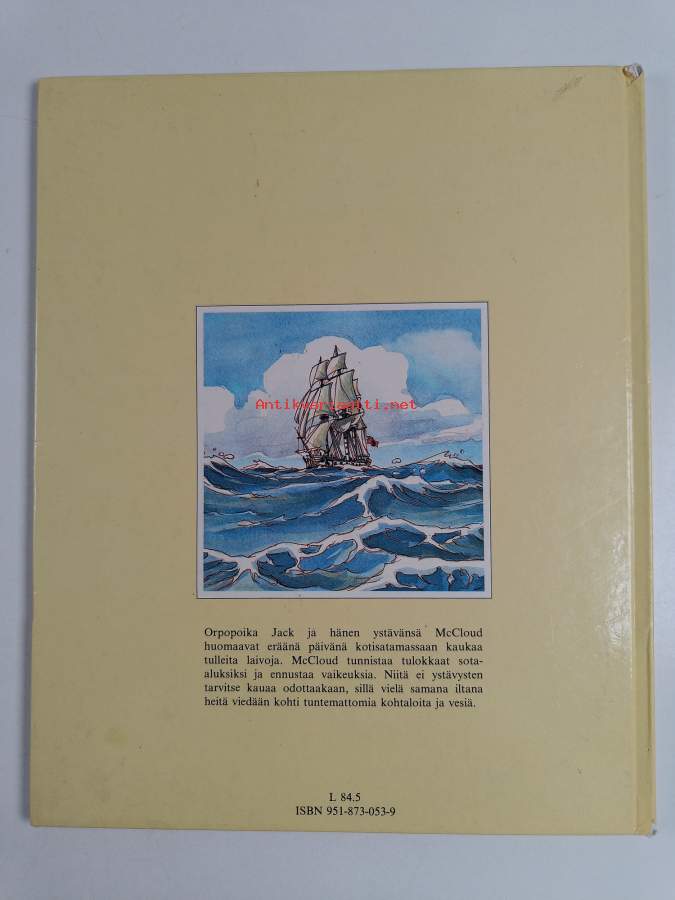 Antikvariaatti.net
Orpopoika Jack ja hänen ystävänsä McCloud
huomaavat eräänä päivänä kotisatamassaan kaukaa
tulleita laivoja. McCloud tunnistaa tulokkaat sota-
aluksiksi ja ennustaa vaikeuksia. Niitä ei ystävysten
tarvitse kauaa odottaakaan, sillä vielä samana iltana
heitä viedään kohti tuntemattomia kohtaloita ja vesiä.
L 84.5
ISBN 951-873-053-9